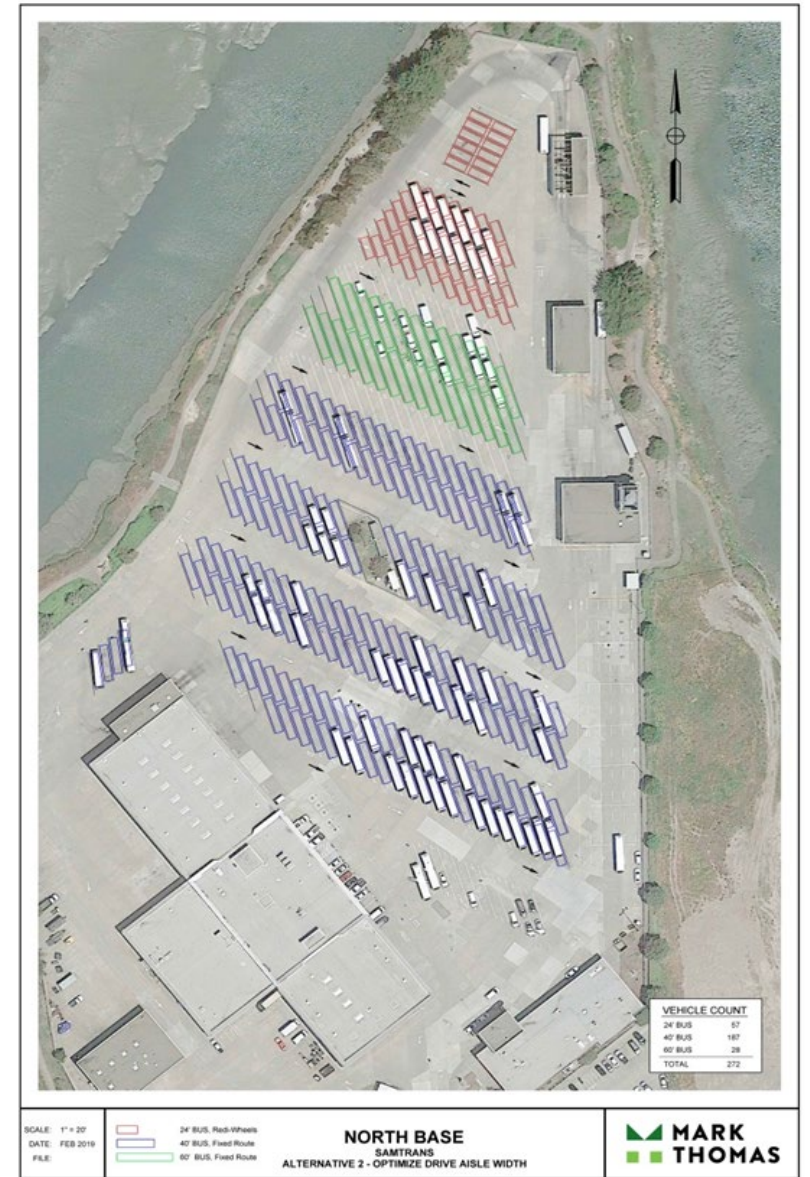 VEHICLE COUNT
24' BUS 57
40' BUS 187
60' BUS 28
TOTAL 272
SCALE: 1" = 20'
DATE: FEB 2019
FILE:
24' BUS, Redi-Wheels
40' BUS, Fixed Route
60' BUS, Fixed Route
NORTH BASE
SAMTRANS
ALTERNATIVE 2 - OPTIMIZE DRIVE AISLE WIDTH
MARK
THOMAS